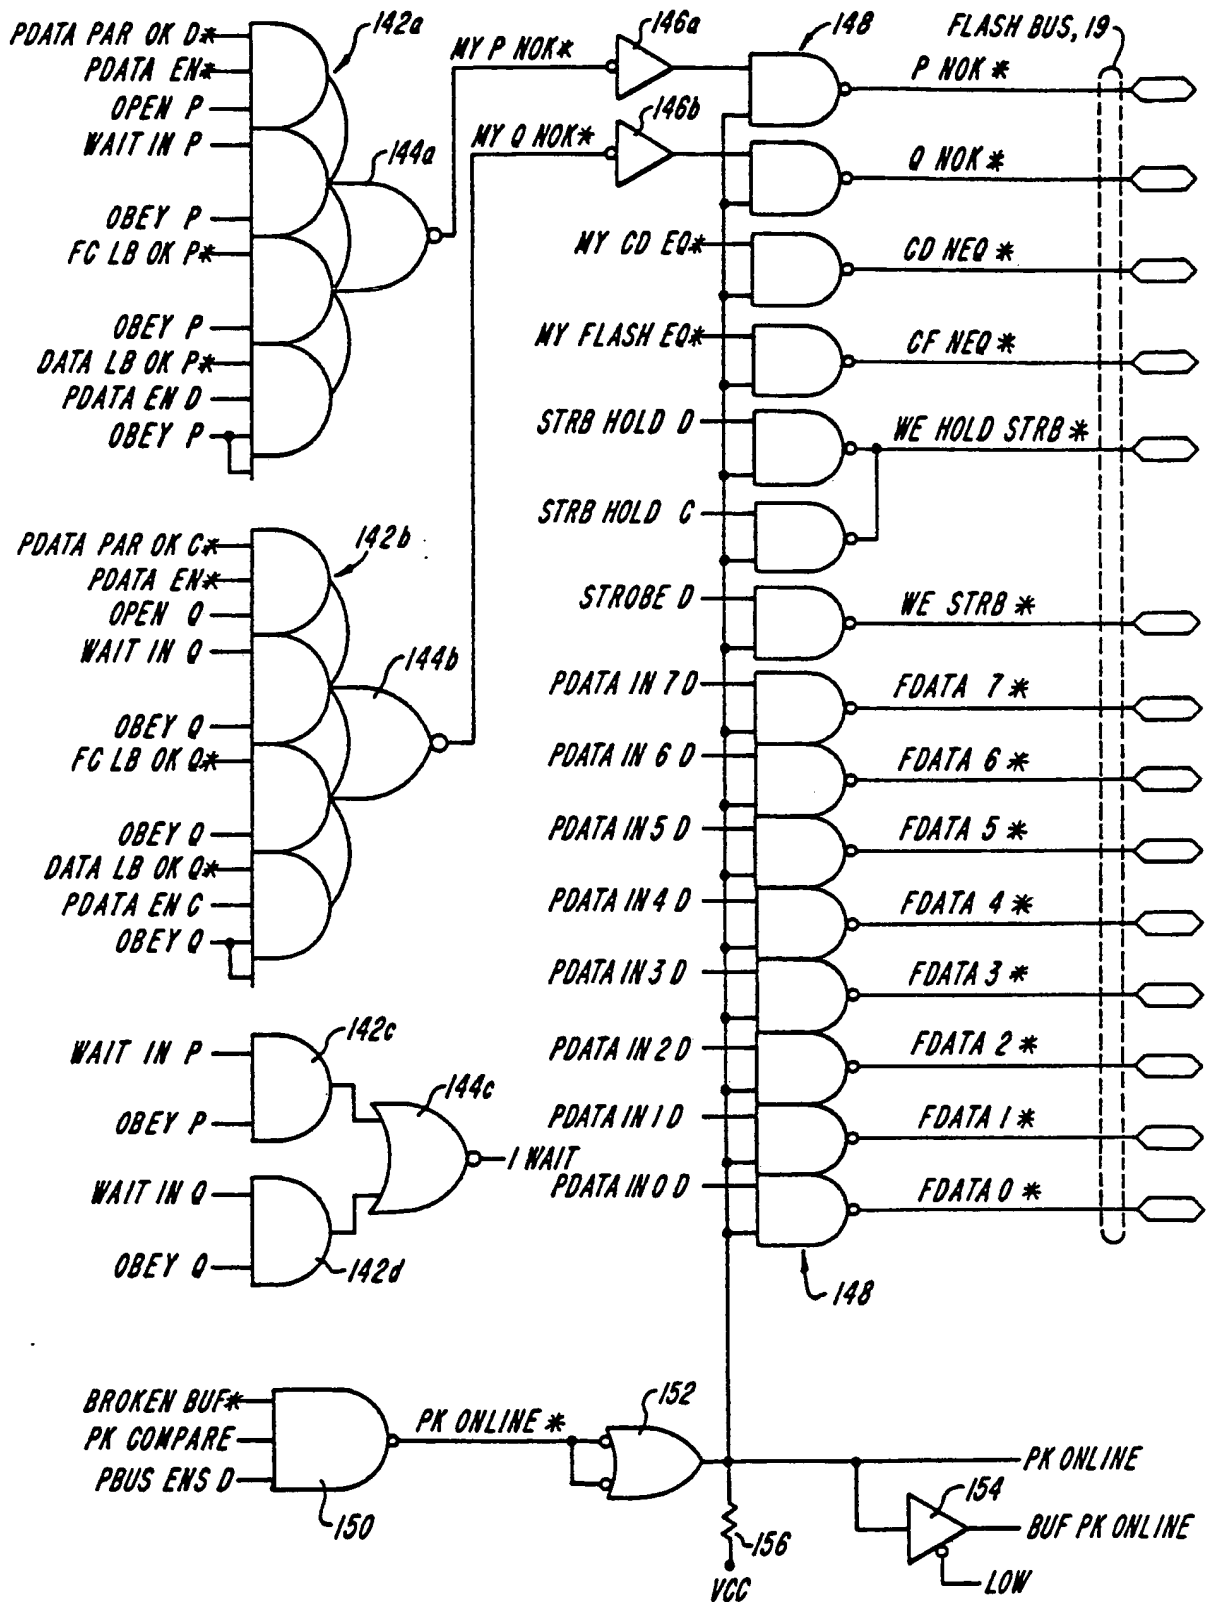 PDATA PAR OK D*
PDATA EN*
OPEN P
WAIT IN P
OBEY P
FC LB OK P*
OBEY P
DATA LB OK P*
PDATA EN D
OBEY P
142a
144a
MY P NOK*
146a
MY Q NOK*
146b
148
FLASH BUS, 19
P NOK*
Q NOK*
MY CD EQ*
CD NEQ*
MY FLASH EQ*
CF NEQ*
STRB HOLD D
WE HOLD STRB*
STRB HOLD C
STROBE D
WE STRB*
PDATA IN 7 D
FDATA 7*
PDATA IN 6 D
FDATA 6*
PDATA IN 5 D
FDATA 5*
PDATA IN 4 D
FDATA 4*
PDATA IN 3 D
FDATA 3*
PDATA IN 2 D
FDATA 2*
PDATA IN 1 D
FDATA 1*
PDATA IN 0 D
FDATA 0*
148
PDATA PAR OK C*
PDATA EN*
OPEN Q
WAIT IN Q
OBEY Q
FC LB OK Q*
OBEY Q
DATA LB OK Q*
PDATA EN C
OBEY Q
142b
144b
WAIT IN P
OBEY P
142c
144c
I WAIT
WAIT IN Q
OBEY Q
142d
BROKEN BUF*
PK COMPARE
PBUS ENS D
150
PK ONLINE*
152
PK ONLINE
154
BUF PK ONLINE
LOW
156
VCC